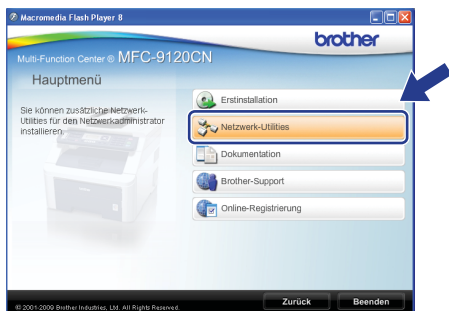 Macromedia Flash Player 8
brother
Multi-Function Center ® MFC-9120CN
Hauptmenü
Sie können zusätzliche Netzwerk-
Utilities für den Netzwerkadministrator
installieren.
Erstinstallation
Netzwerk-Utilities
Dokumentation
Brother-Support
Online-Registrierung
© 2001-2009 Brother Industries, Ltd. All Rights Reserved.
Zurück
Beenden